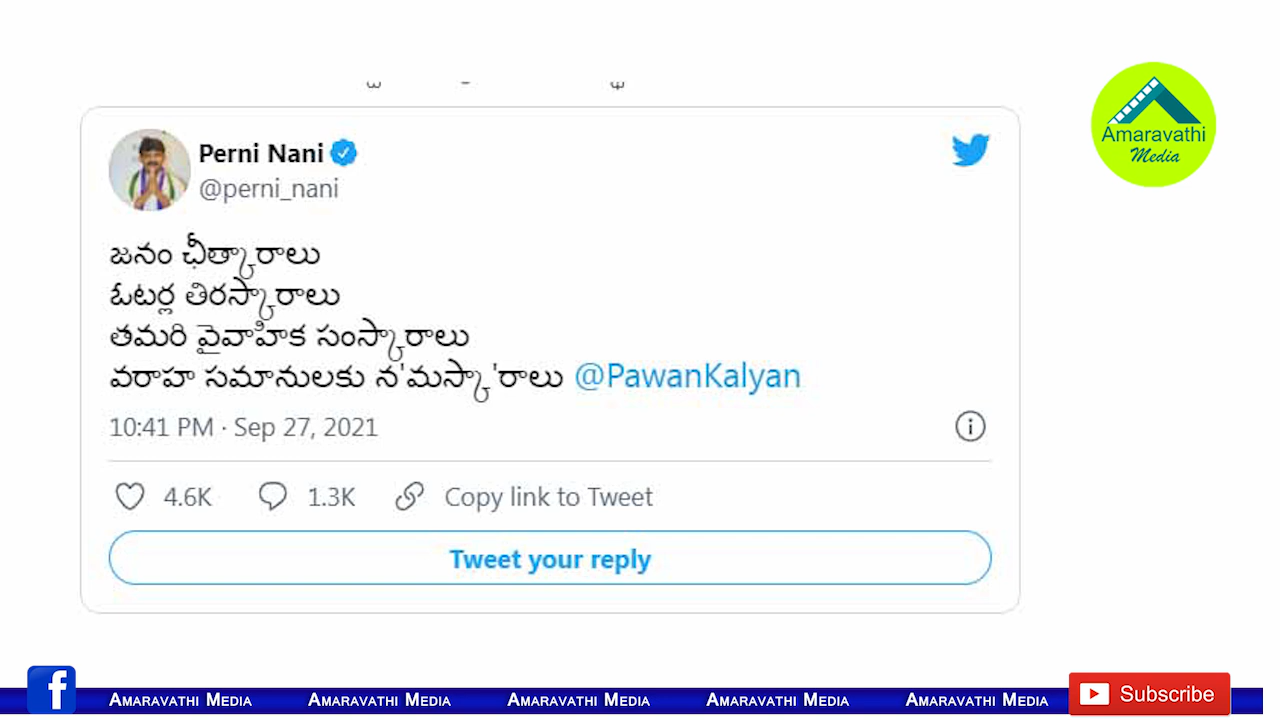 Amaravathi
Media
Perni Nani
@perni_nani
జనం ఛీత్కారాలు
ఓటర్ల తిరస్కారాలు
తమరి వైవాహిక సంస్కారాలు
వరాహ సమానులకు న'మస్కా'రాలు @PawanKalyan
10:41 PM · Sep 27, 2021
4.6K 1.3K Copy link to Tweet
Tweet your reply
Amaravathi Media Amaravathi Media Amaravathi Media Amaravathi Media Amaravathi Media Subscribe